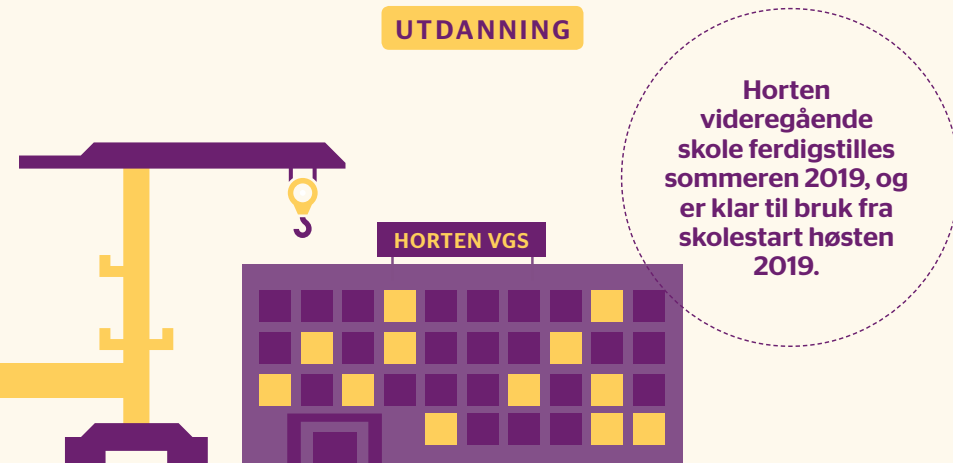 UTDANNING
Horten
videregående
skole ferdigstilles
sommeren 2019, og
er klar til bruk fra
skolestart høsten
2019.
HORTEN VGS